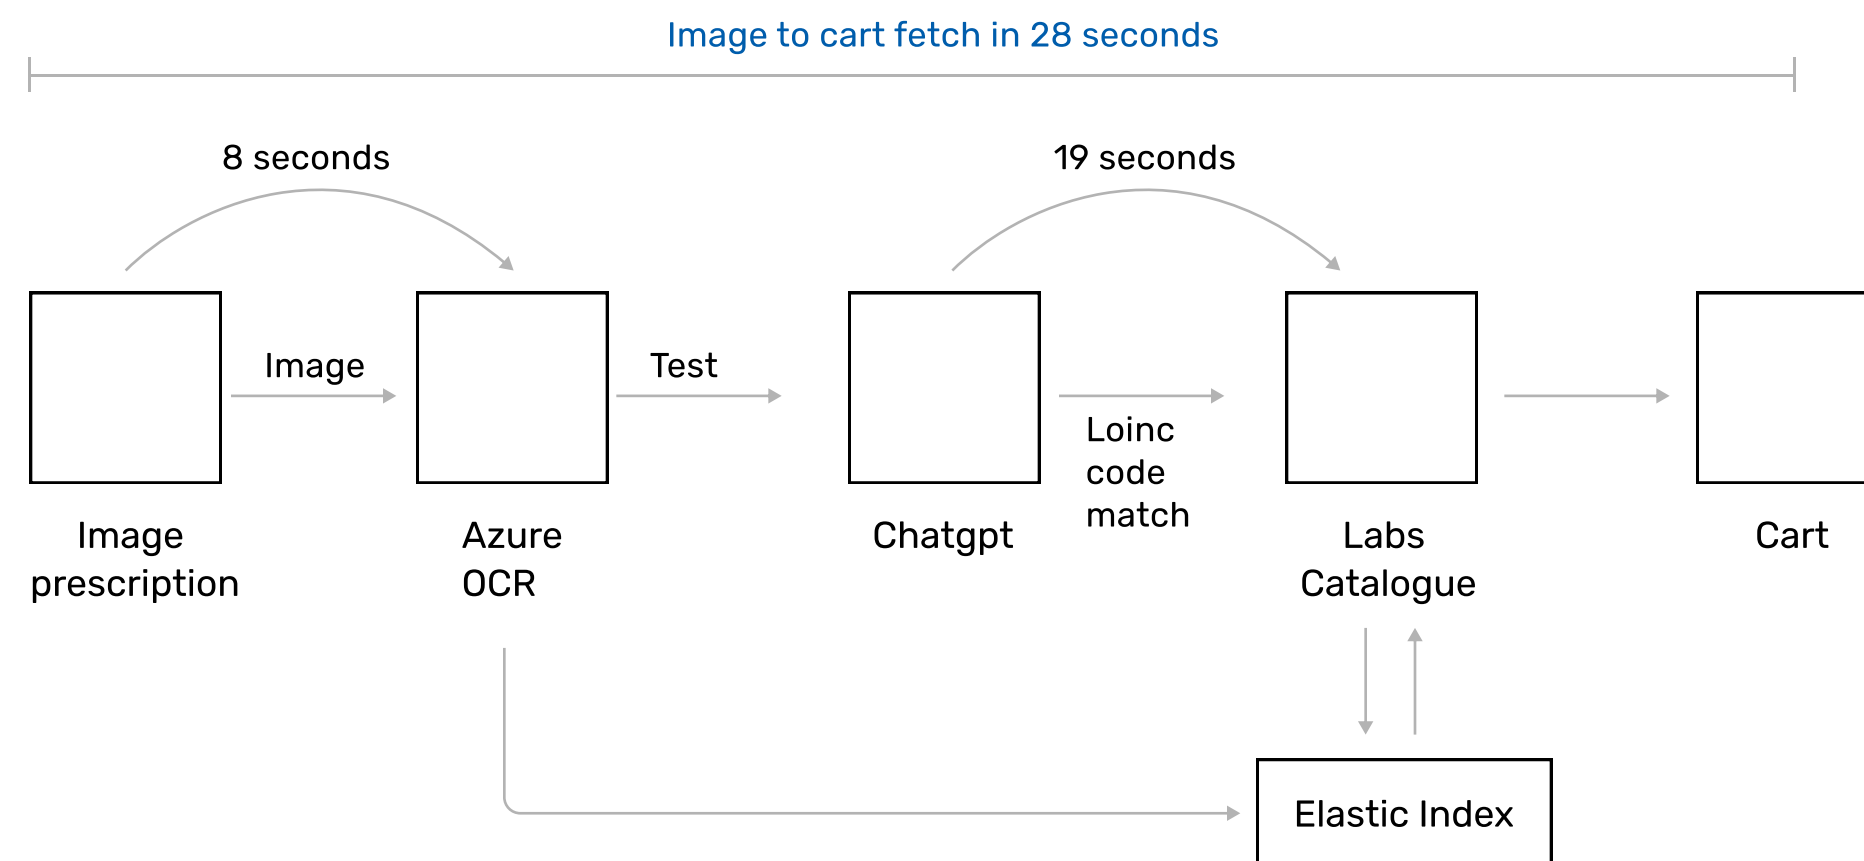 Image to cart fetch in 28 seconds
8 seconds
19 seconds
Image
Test
Loinc
code
match
Image
prescription
Azure
OCR
Chatgpt
Labs
Catalogue
Cart
Elastic Index